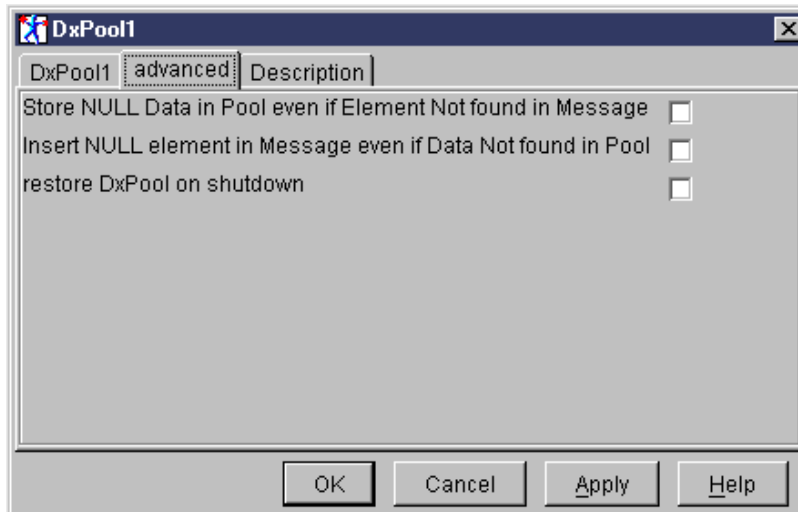 DxPool1
DxPool1 advanced Description
Store NULL Data in Pool even if Element Not found in Message
Insert NULL element in Message even if Data Not found in Pool
restore DxPool on shutdown
OK Cancel Apply Help